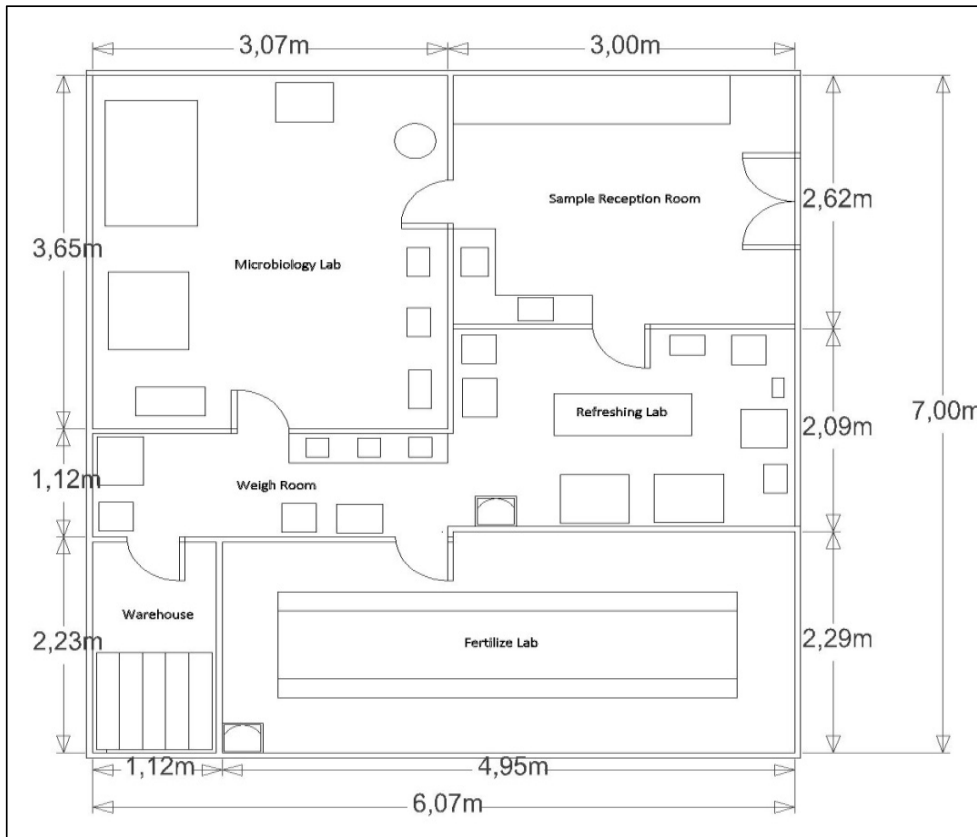 3,07m
3,00m
Sample Reception Room
2,62m
3,65m
Microbiology Lab
Refreshing Lab
7,00m
2,09m
1,12m
Weigh Room
Warehouse
2,23m
Fertilize Lab
2,29m
1,12m
4,95m
6,07m